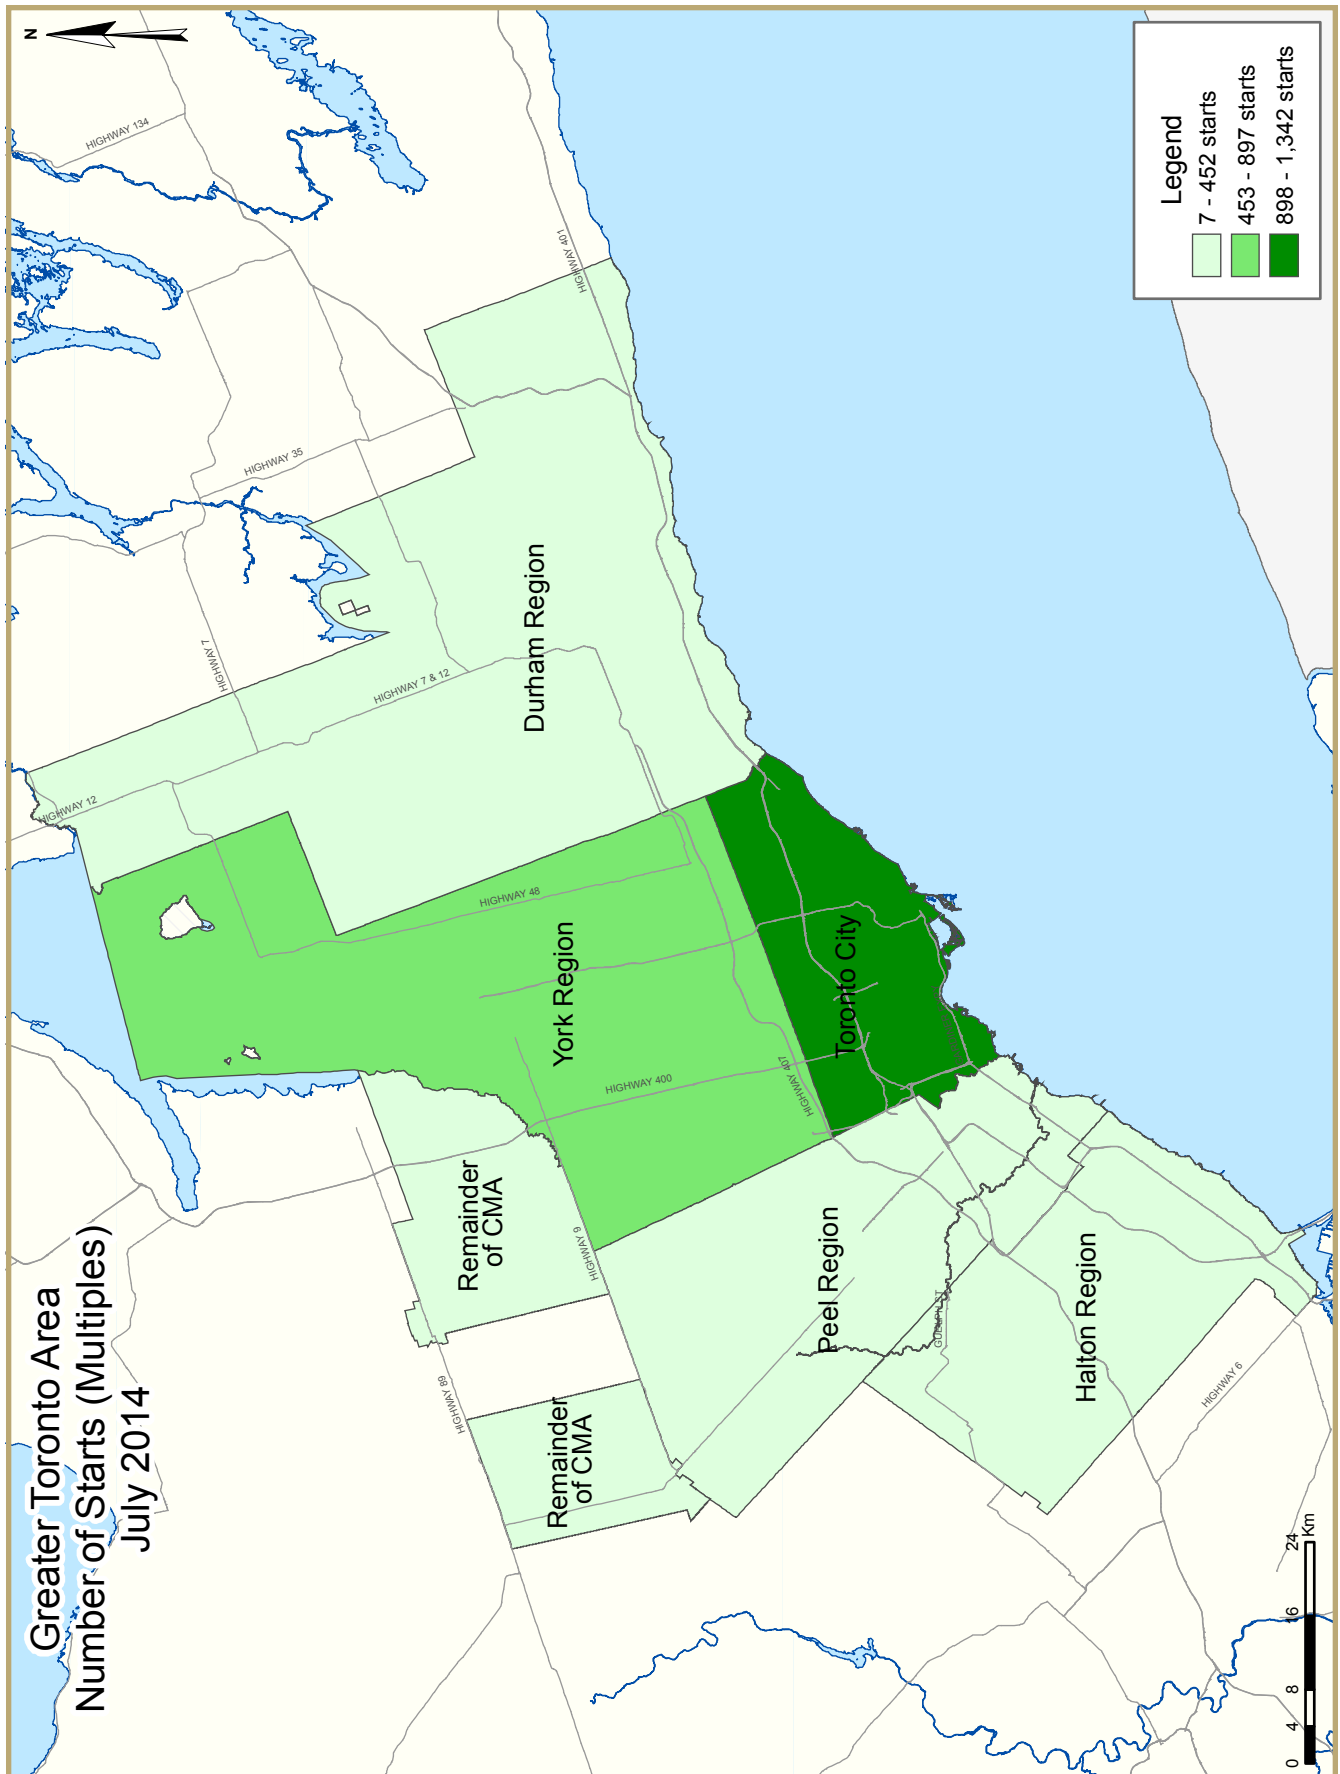 Greater Toronto Area
Number of Starts (Multiples)
July 2014
N
HIGHWAY 134
HIGHWAY 401
HIGHWAY 35
HIGHWAY 7
HIGHWAY 7 & 12
HIGHWAY 12
Durham Region
HIGHWAY 48
York Region
HIGHWAY 400
HIGHWAY 407
Toronto City
Remainder
of CMA
HIGHWAY 9
HIGHWAY 89
Remainder
of CMA
Peel Region
GUELPH ST
Halton Region
HIGHWAY 6
Legend
7 - 452 starts
453 - 897 starts
898 - 1,342 starts
0 4 8 16 24
Km